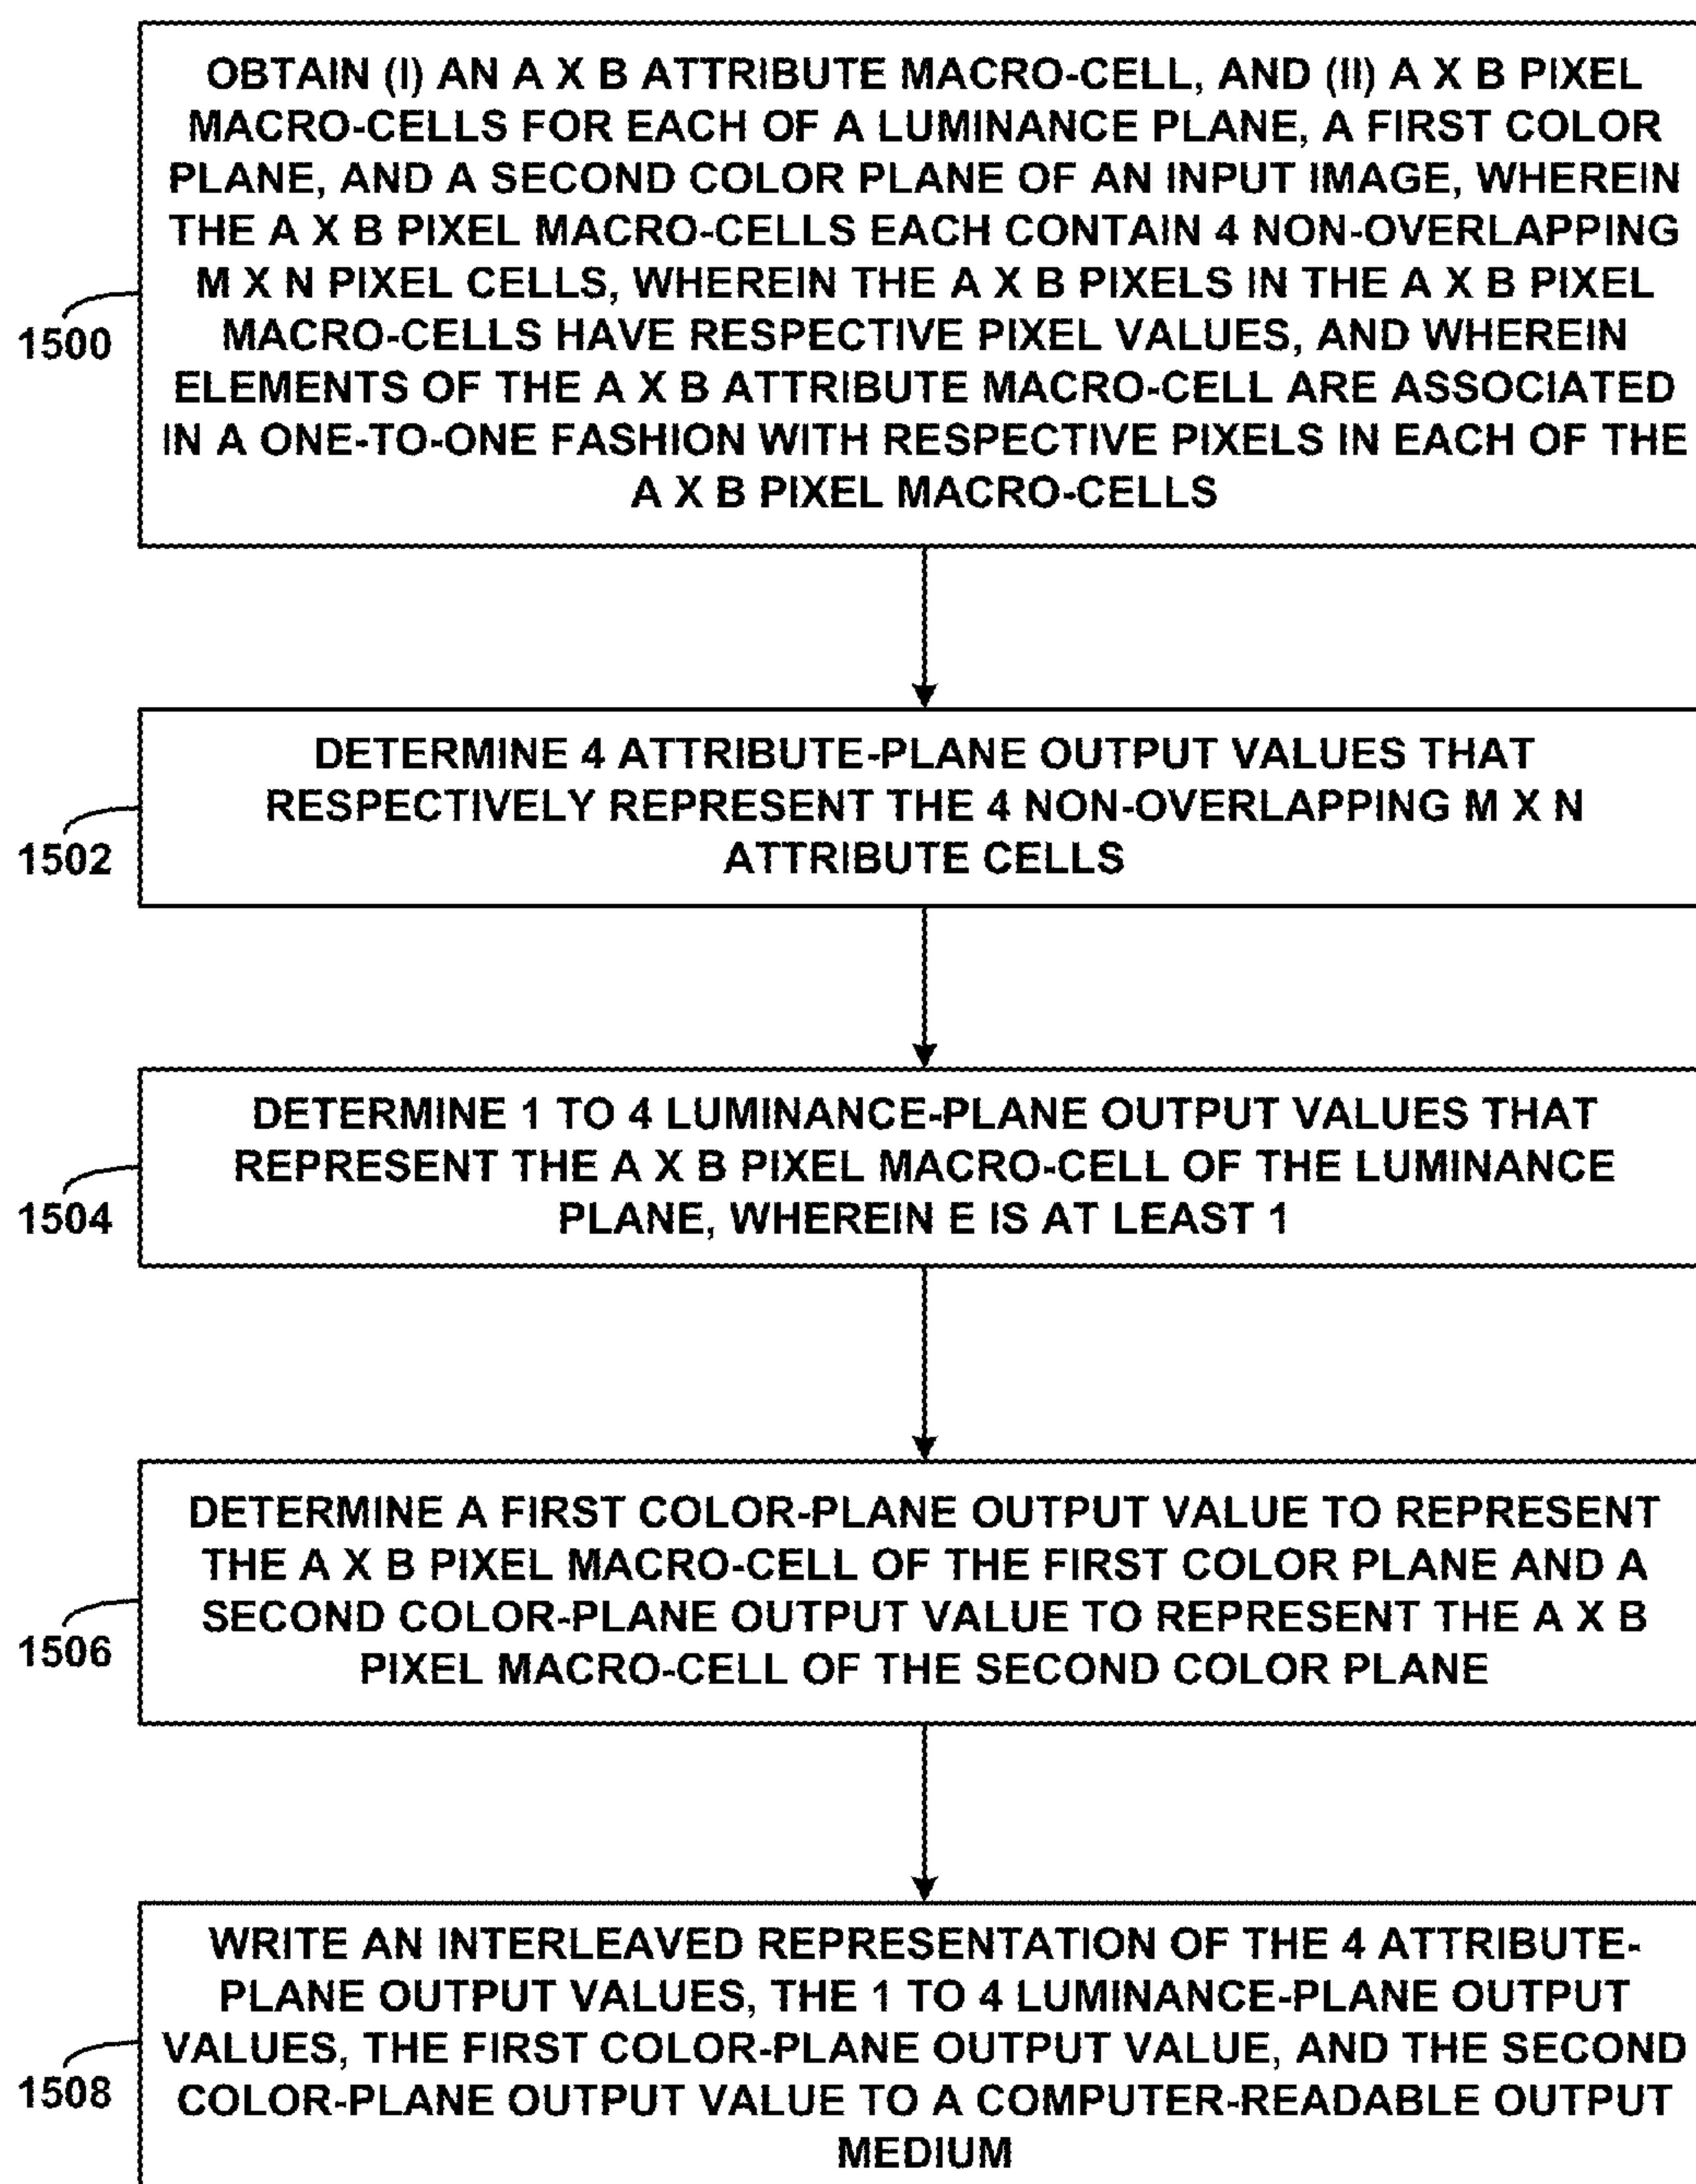 OBTAIN (I) AN A X B ATTRIBUTE MACRO-CELL, AND (II) A X B PIXEL
MACRO-CELLS FOR EACH OF A LUMINANCE PLANE, A FIRST COLOR
PLANE, AND A SECOND COLOR PLANE OF AN INPUT IMAGE, WHEREIN
THE A X B PIXEL MACRO-CELLS EACH CONTAIN 4 NON-OVERLAPPING
M X N PIXEL CELLS, WHEREIN THE A X B PIXELS IN THE A X B PIXEL
MACRO-CELLS HAVE RESPECTIVE PIXEL VALUES, AND WHEREIN
ELEMENTS OF THE A X B ATTRIBUTE MACRO-CELL ARE ASSOCIATED
IN A ONE-TO-ONE FASHION WITH RESPECTIVE PIXELS IN EACH OF THE
A X B PIXEL MACRO-CELLS
1500
DETERMINE 4 ATTRIBUTE-PLANE OUTPUT VALUES THAT
RESPECTIVELY REPRESENT THE 4 NON-OVERLAPPING M X N
ATTRIBUTE CELLS
1502
DETERMINE 1 TO 4 LUMINANCE-PLANE OUTPUT VALUES THAT
REPRESENT THE A X B PIXEL MACRO-CELL OF THE LUMINANCE
PLANE, WHEREIN E IS AT LEAST 1
1504
DETERMINE A FIRST COLOR-PLANE OUTPUT VALUE TO REPRESENT
THE A X B PIXEL MACRO-CELL OF THE FIRST COLOR PLANE AND A
SECOND COLOR-PLANE OUTPUT VALUE TO REPRESENT THE A X B
PIXEL MACRO-CELL OF THE SECOND COLOR PLANE
1506
WRITE AN INTERLEAVED REPRESENTATION OF THE 4 ATTRIBUTE-
PLANE OUTPUT VALUES, THE 1 TO 4 LUMINANCE-PLANE OUTPUT
VALUES, THE FIRST COLOR-PLANE OUTPUT VALUE, AND THE SECOND
COLOR-PLANE OUTPUT VALUE TO A COMPUTER-READABLE OUTPUT
MEDIUM
1508